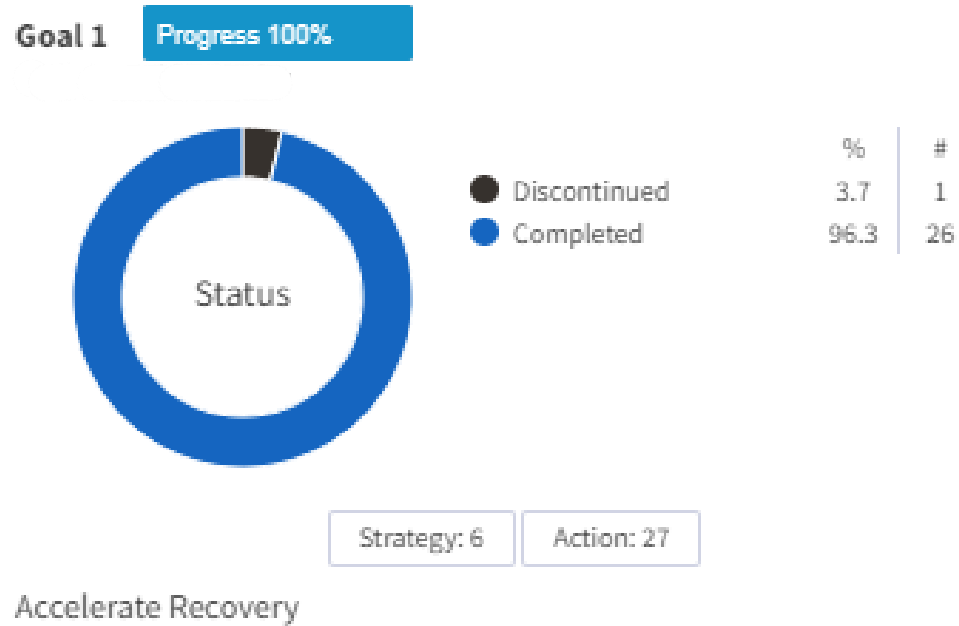 Goal 1 Progress 100%
% #
Discontinued 3.7 1
Completed 96.3 26
Status
Strategy: 6 Action: 27
Accelerate Recovery